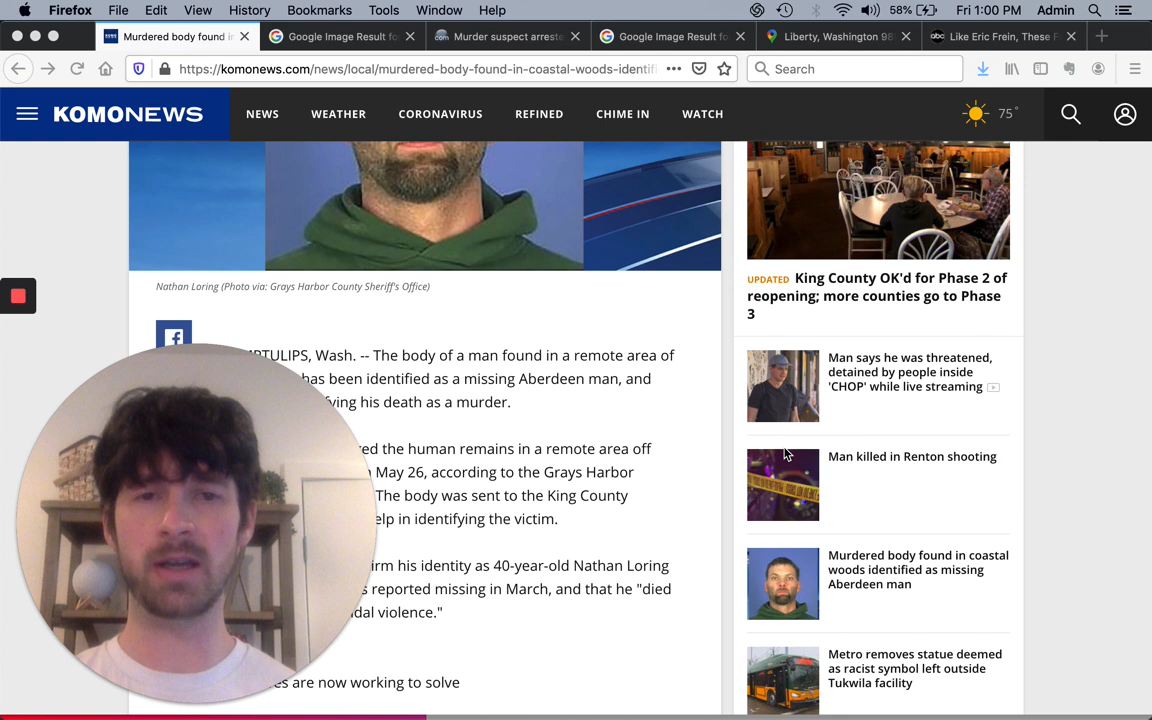 Firefox File Edit View History Bookmarks Tools Window Help 58% Fri 1:00 PM Admin
Murdered body found in Google Image Result fo Murder suspect arreste Google Image Result fo Liberty, Washington 98 Like Eric Frein, These F
https://komonews.com/news/local/murdered-body-found-in-coastal-woods-identifi Search
KOMONEWS NEWS WEATHER CORONAVIRUS REFINED CHIME IN WATCH 75°
Nathan Loring (Photo via: Grays Harbor County Sheriff's Office)
PTULIPS, Wash. -- The body of a man found in a remote area of
has been identified as a missing Aberdeen man, and
ying his death as a murder.
ed the human remains in a remote area off
May 26, according to the Grays Harbor
The body was sent to the King County
elp in identifying the victim.
irm his identity as 40-year-old Nathan Loring
reported missing in March, and that he "died
dal violence."
es are now working to solve
UPDATED King County OK'd for Phase 2 of
reopening; more counties go to Phase
3
Man says he was threatened,
detained by people inside
'CHOP' while live streaming
Man killed in Renton shooting
Murdered body found in coastal
woods identified as missing
Aberdeen man
Metro removes statue deemed
as racist symbol left outside
Tukwila facility